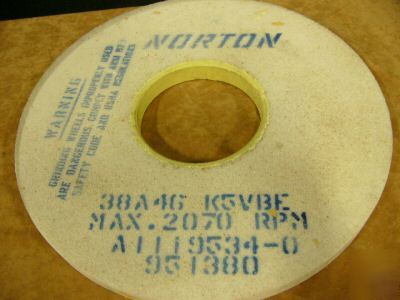 NORTON
WARNING
GRINDING WHEELS IMPROPERLY USED
ARE DANGEROUS COMPLY WITH ANSI B7.1
SAFETY CODE AND OSHA REGULATIONS
38A46 K5VBE
MAX.2070 RPM
A1119534-0
951380